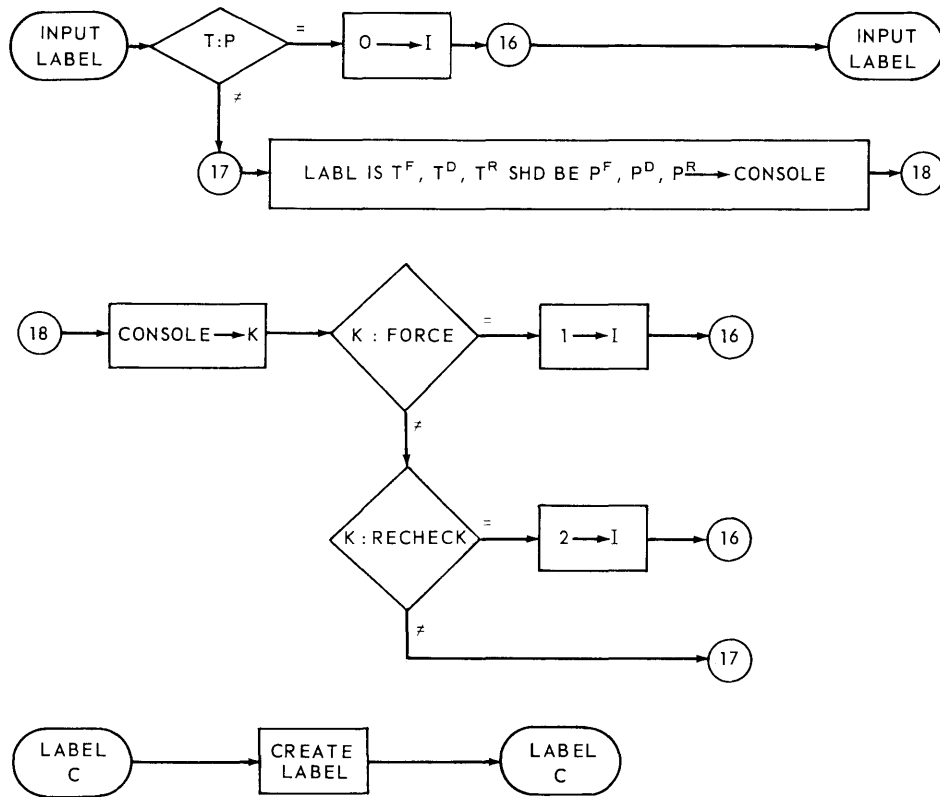 INPUT
LABEL
T:P
=
O → I
16
INPUT
LABEL
≠
17
LABL IS T^F, T^D, T^R SHD BE P^F, P^D, P^R → CONSOLE
18
18
CONSOLE → K
K : FORCE
=
1 → I
16
≠
K : RECHECK
=
2 → I
16
≠
17
LABEL
C
CREATE
LABEL
LABEL
C